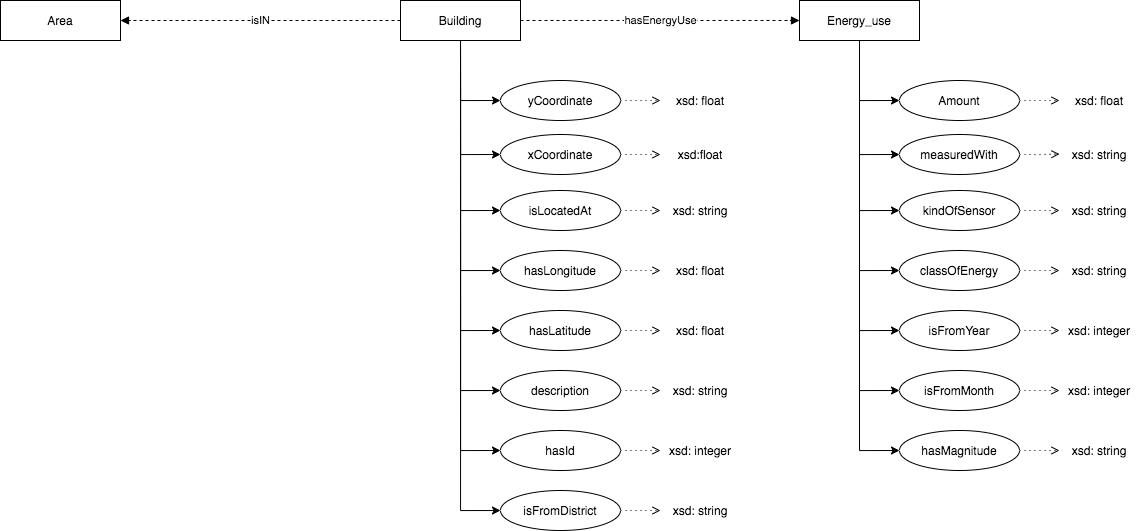 Area
isIN
Building
hasEnergyUse
Energy_use
yCoordinate
xsd: float
Amount
xsd: float
xCoordinate
xsd:float
measuredWith
xsd: string
isLocatedAt
xsd: string
kindOfSensor
xsd: string
hasLongitude
xsd: float
classOfEnergy
xsd: string
hasLatitude
xsd: float
isFromYear
xsd: integer
description
xsd: string
isFromMonth
xsd: integer
hasId
xsd: integer
hasMagnitude
xsd: string
isFromDistrict
xsd: string